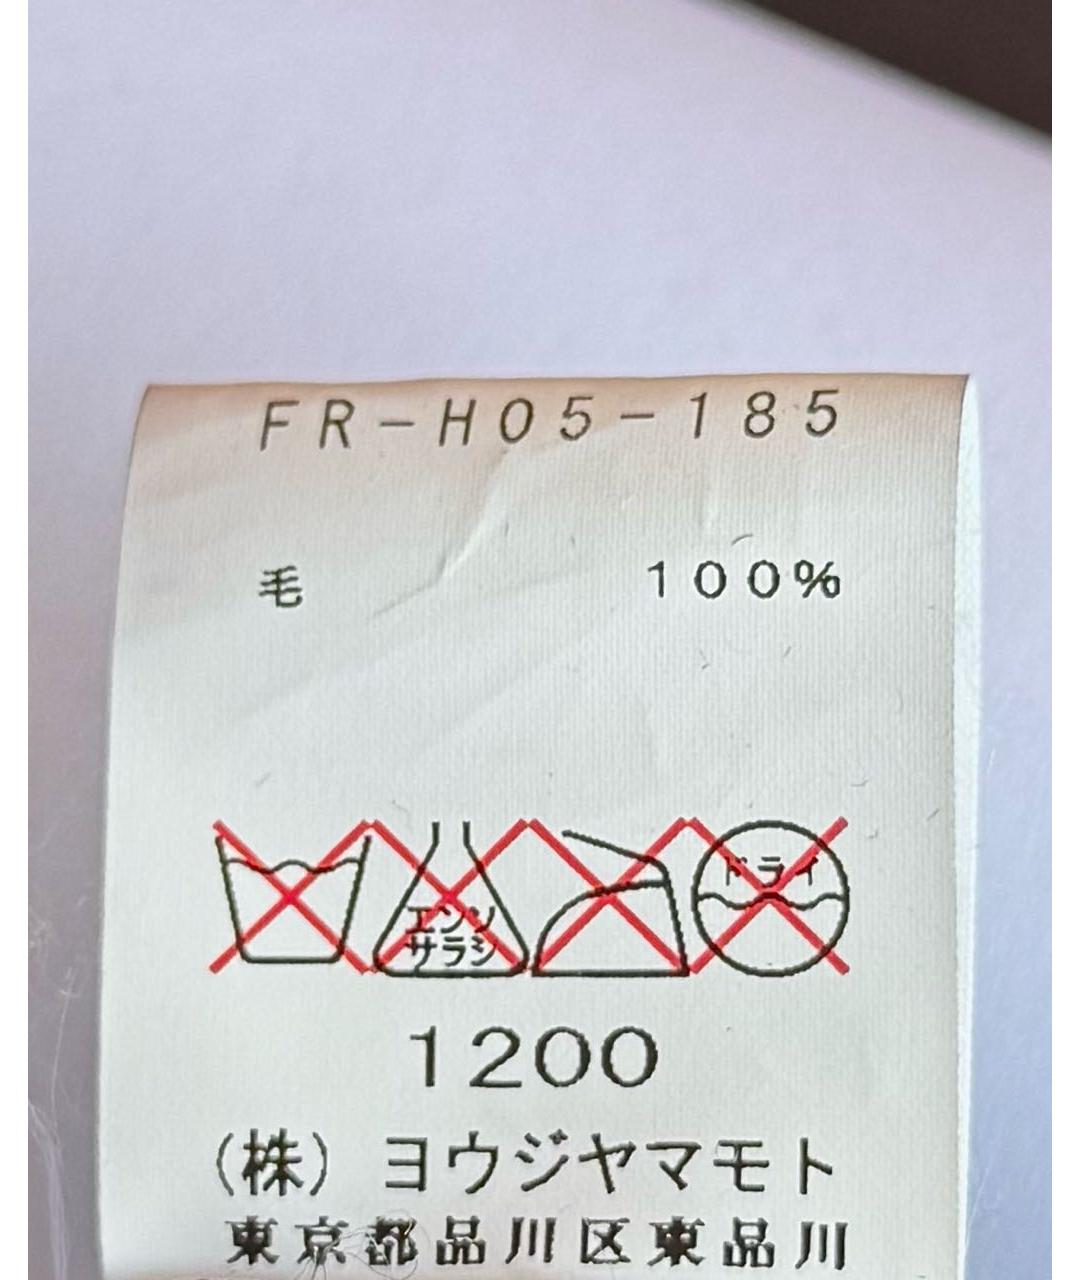 FR-H05-185
毛 100%
エンソ サラシ ドライ
1200
(株) ヨウジヤマモト
東京都品川区東品川